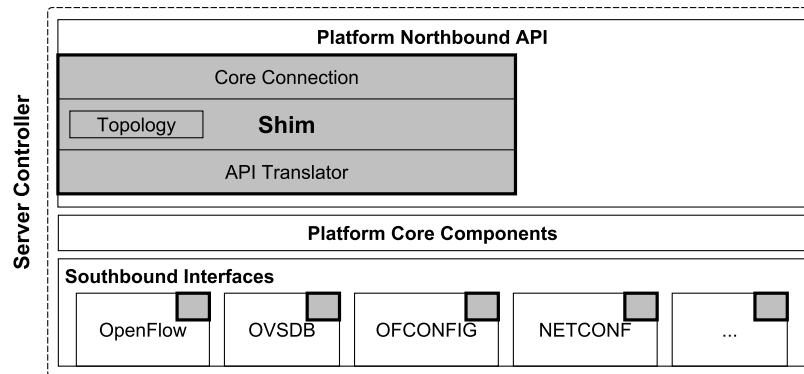 Server Controller
Platform Northbound API
Core Connection
Topology
Shim
API Translator
Platform Core Components
Southbound Interfaces
OpenFlow
OVSDB
OFCONFIG
NETCONF
...